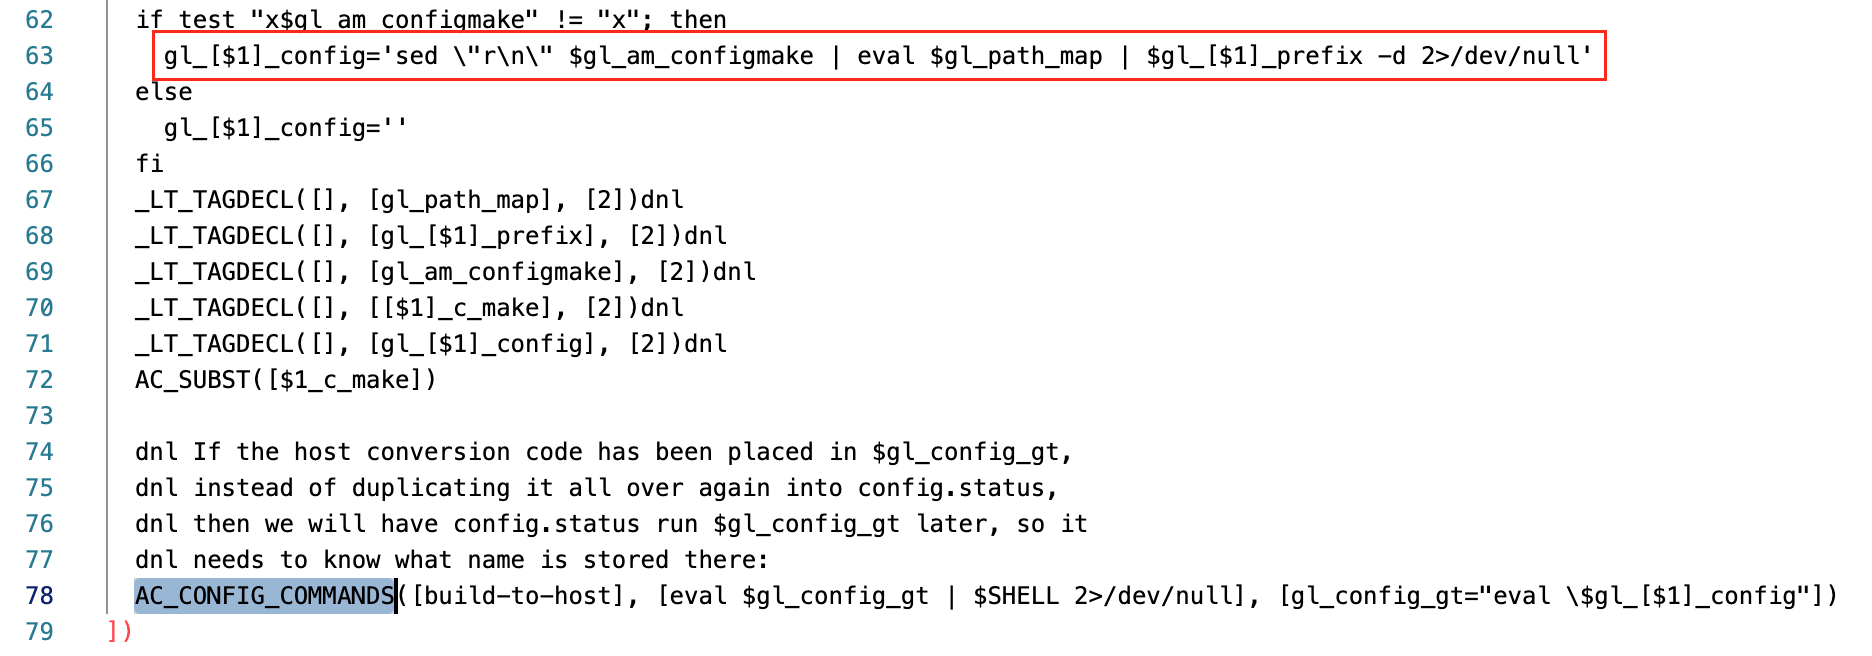 62 if test "x$gl_am_configmake" != "x"; then
63 gl_[$1]_config='sed \"r\n\" $gl_am_configmake | eval $gl_path_map | $gl_[$1]_prefix -d 2>/dev/null'
64 else
65 gl_[$1]_config=''
66 fi
67 _LT_TAGDECL([], [gl_path_map], [2])dnl
68 _LT_TAGDECL([], [gl_[$1]_prefix], [2])dnl
69 _LT_TAGDECL([], [gl_am_configmake], [2])dnl
70 _LT_TAGDECL([], [[$1]_c_make], [2])dnl
71 _LT_TAGDECL([], [gl_[$1]_config], [2])dnl
72 AC_SUBST([$1_c_make])
73
74 dnl If the host conversion code has been placed in $gl_config_gt,
75 dnl instead of duplicating it all over again into config.status,
76 dnl then we will have config.status run $gl_config_gt later, so it
77 dnl needs to know what name is stored there:
78 AC_CONFIG_COMMANDS([build-to-host], [eval $gl_config_gt | $SHELL 2>/dev/null], [gl_config_gt="eval \$gl_[$1]_config"])
79 ])